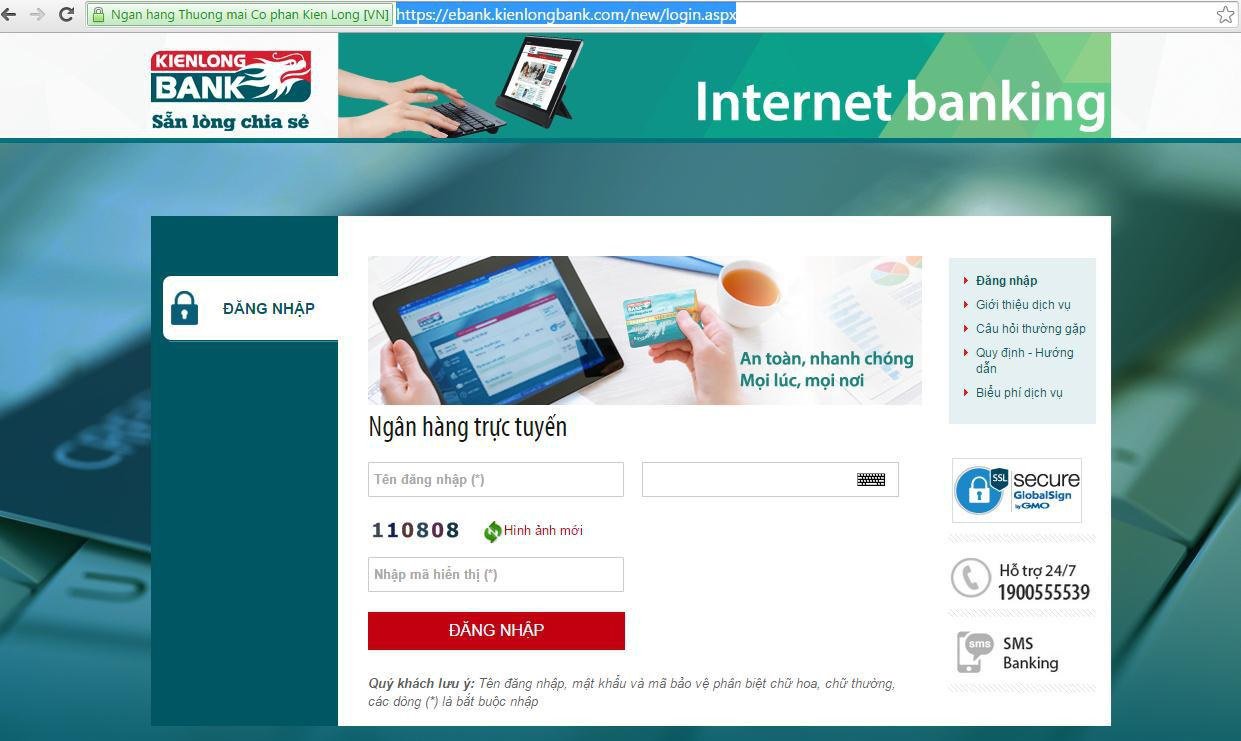 Ngan hang Thuong mai Co phan Kien Long [VN]
https://ebank.kienlongbank.com/new/login.aspx
KIENLONG
BANK
Sẵn lòng chia sẻ
Internet banking
ĐĂNG NHẬP
An toàn, nhanh chóng
Mọi lúc, mọi nơi
Ngân hàng trực tuyến
Tên đăng nhập (*)
110808
Hình ảnh mới
Nhập mã hiển thị (*)
ĐĂNG NHẬP
Quý khách lưu ý: Tên đăng nhập, mật khẩu và mã bảo vệ phân biệt chữ hoa, chữ thường,
các dòng (*) là bắt buộc nhập
Đăng nhập
Giới thiệu dịch vụ
Câu hỏi thường gặp
Quy định - Hướng
dẫn
Biểu phí dịch vụ
SSL
secure
GlobalSign
by GMO
Hỗ trợ 24/7
1900555539
sms
SMS
Banking